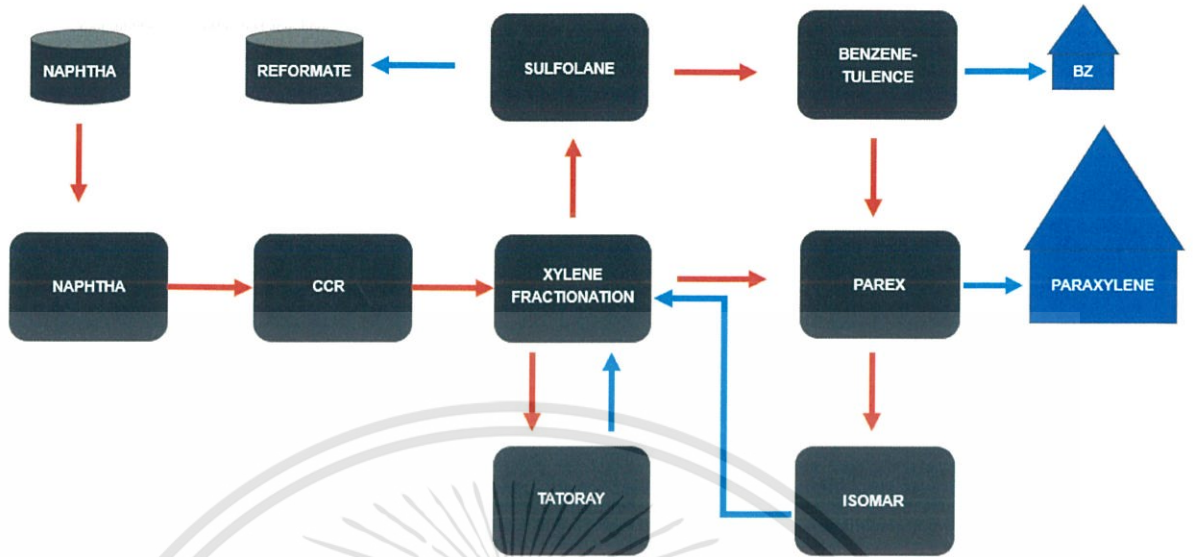 NAPHTHA
REFORMATE
SULFOLANE
BENZENE-
TULENCE
BZ
NAPHTHA
CCR
XYLENE
FRACTIONATION
PAREX
PARAXYLENE
TATORAY
ISOMAR